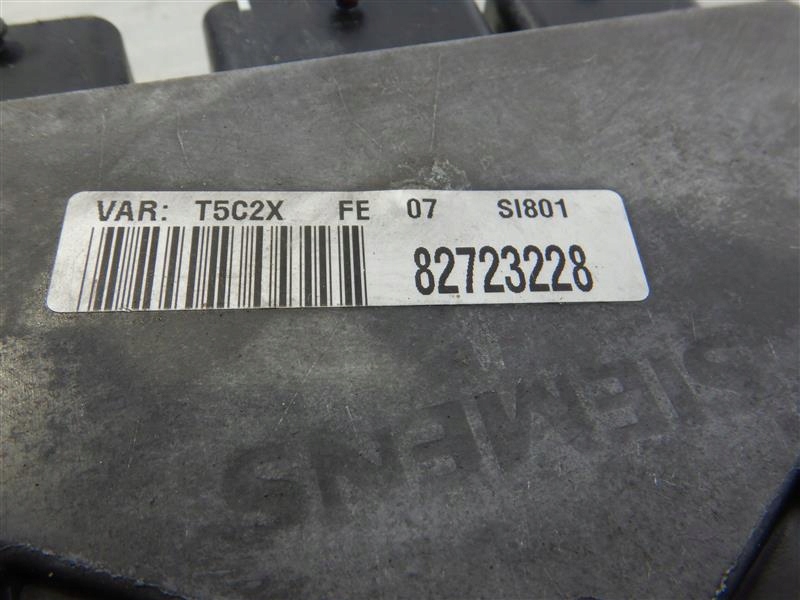 VAR: T5C2X FE 07 SI801
82723228
SIEMENS